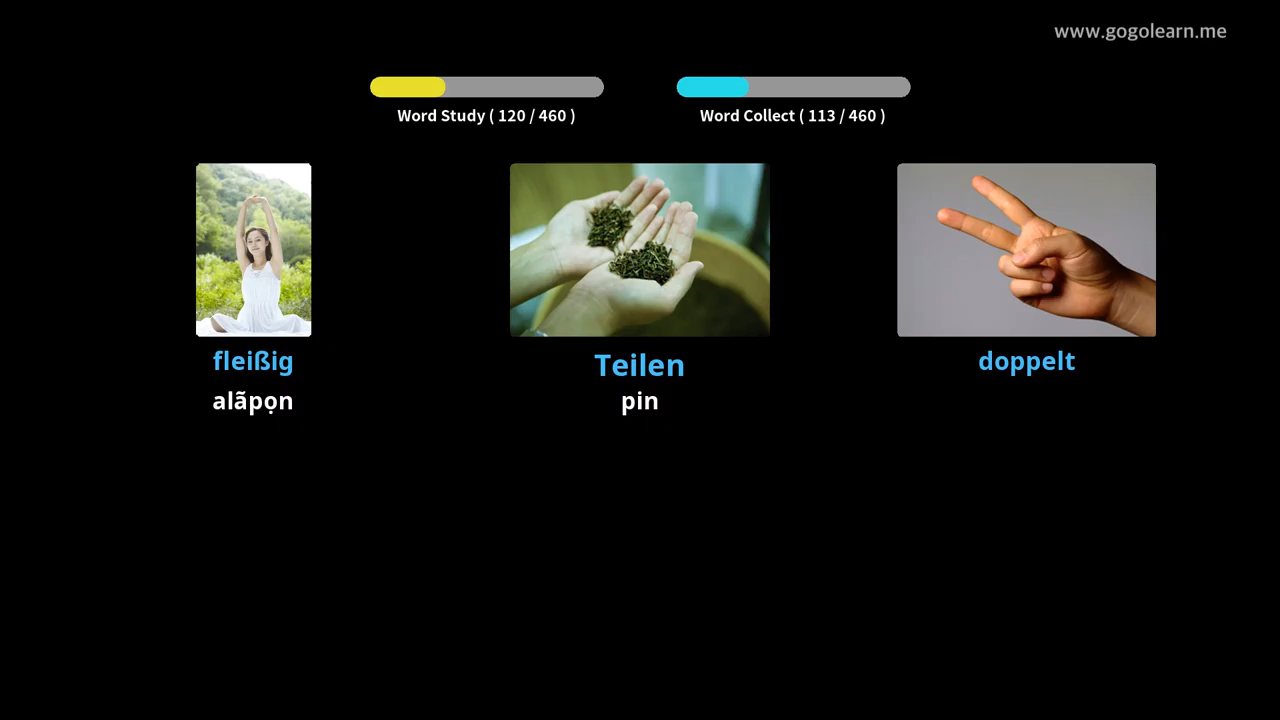 www.gogolearn.me
Word Study ( 120 / 460 )
Word Collect ( 113 / 460 )
fleißig
Teilen
doppelt
alãpọn
pin